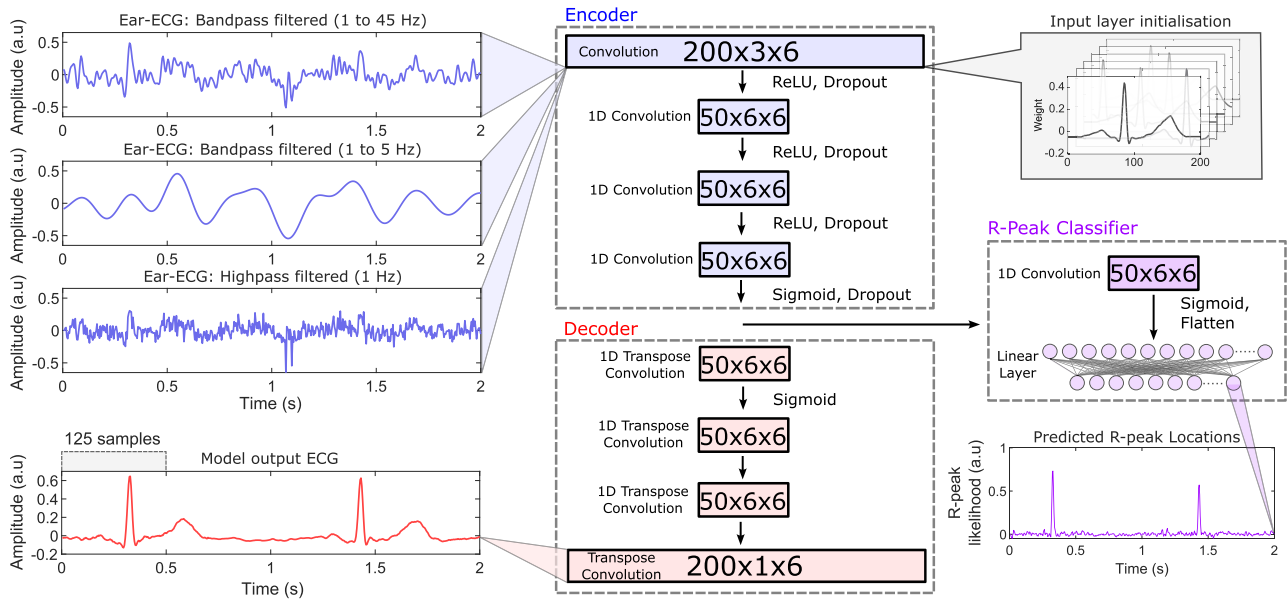 Ear-ECG: Bandpass filtered (1 to 45 Hz)
Amplitude (a.u)
0.5
0
-0.5
0 0.5 1 1.5 2
Ear-ECG: Bandpass filtered (1 to 5 Hz)
Amplitude (a.u)
0.5
0
-0.5
0 0.5 1 1.5 2
Ear-ECG: Highpass filtered (1 Hz)
Amplitude (a.u)
0.5
0
-0.5
0 0.5 1 1.5 2
Time (s)
125 samples
Model output ECG
Amplitude (a.u)
0.6
0.4
0.2
0
-0.2
0 0.5 1 1.5 2
Time (s)
Encoder
Convolution 200x3x6
ReLU, Dropout
1D Convolution 50x6x6
ReLU, Dropout
1D Convolution 50x6x6
ReLU, Dropout
1D Convolution 50x6x6
Sigmoid, Dropout
Decoder
1D Transpose
Convolution
50x6x6
Sigmoid
1D Transpose
Convolution
50x6x6
1D Transpose
Convolution
50x6x6
Transpose
Convolution
200x1x6
Input layer initialisation
Weight
0.4
0.2
0
-0.2
0 100 200
R-Peak Classifier
1D Convolution 50x6x6
Sigmoid,
Flatten
Linear
Layer
Predicted R-peak Locations
R-peak
likelihood (a.u)
1
0.5
0
0 0.5 1 1.5 2
Time (s)